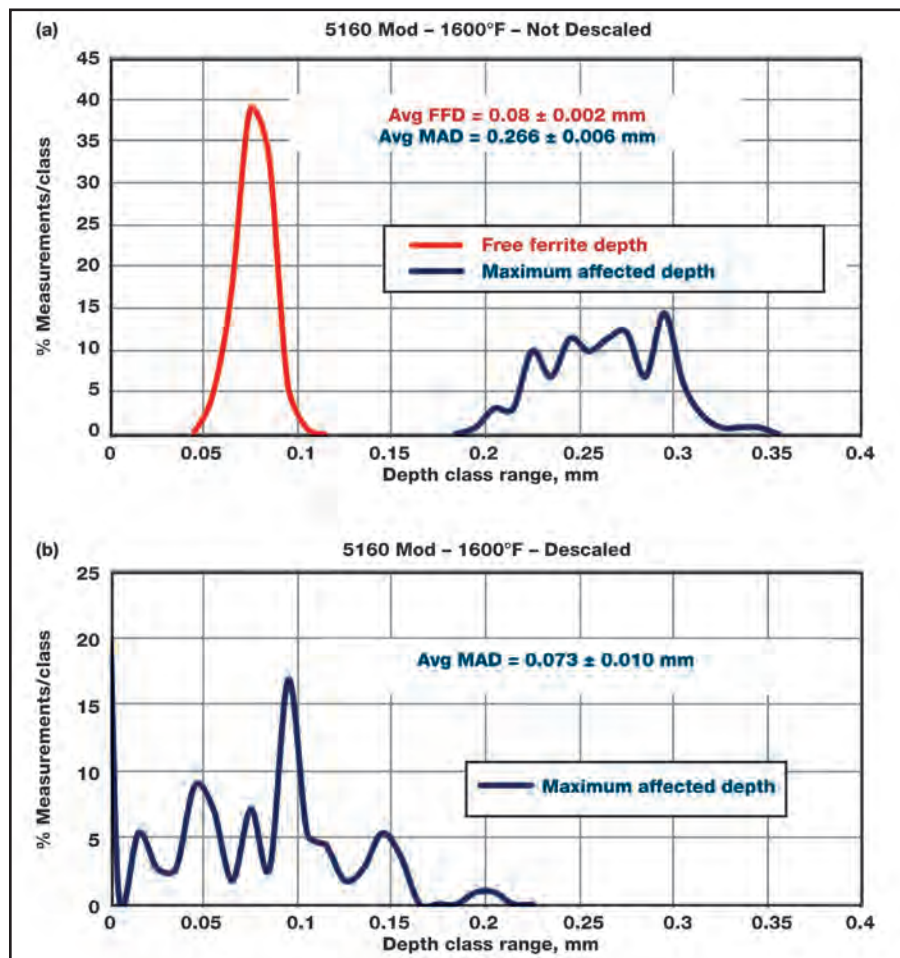 (a)
5160 Mod – 1600°F – Not Descaled
45
40
35
30
25
20
15
10
5
0
% Measurements/class
Avg FFD = 0.08 ± 0.002 mm
Avg MAD = 0.266 ± 0.006 mm
Free ferrite depth
Maximum affected depth
0 0.05 0.1 0.15 0.2 0.25 0.3 0.35 0.4
Depth class range, mm
(b)
5160 Mod – 1600°F – Descaled
25
20
15
10
5
0
% Measurements/class
Avg MAD = 0.073 ± 0.010 mm
Maximum affected depth
0 0.05 0.1 0.15 0.2 0.25 0.3 0.35 0.4
Depth class range, mm